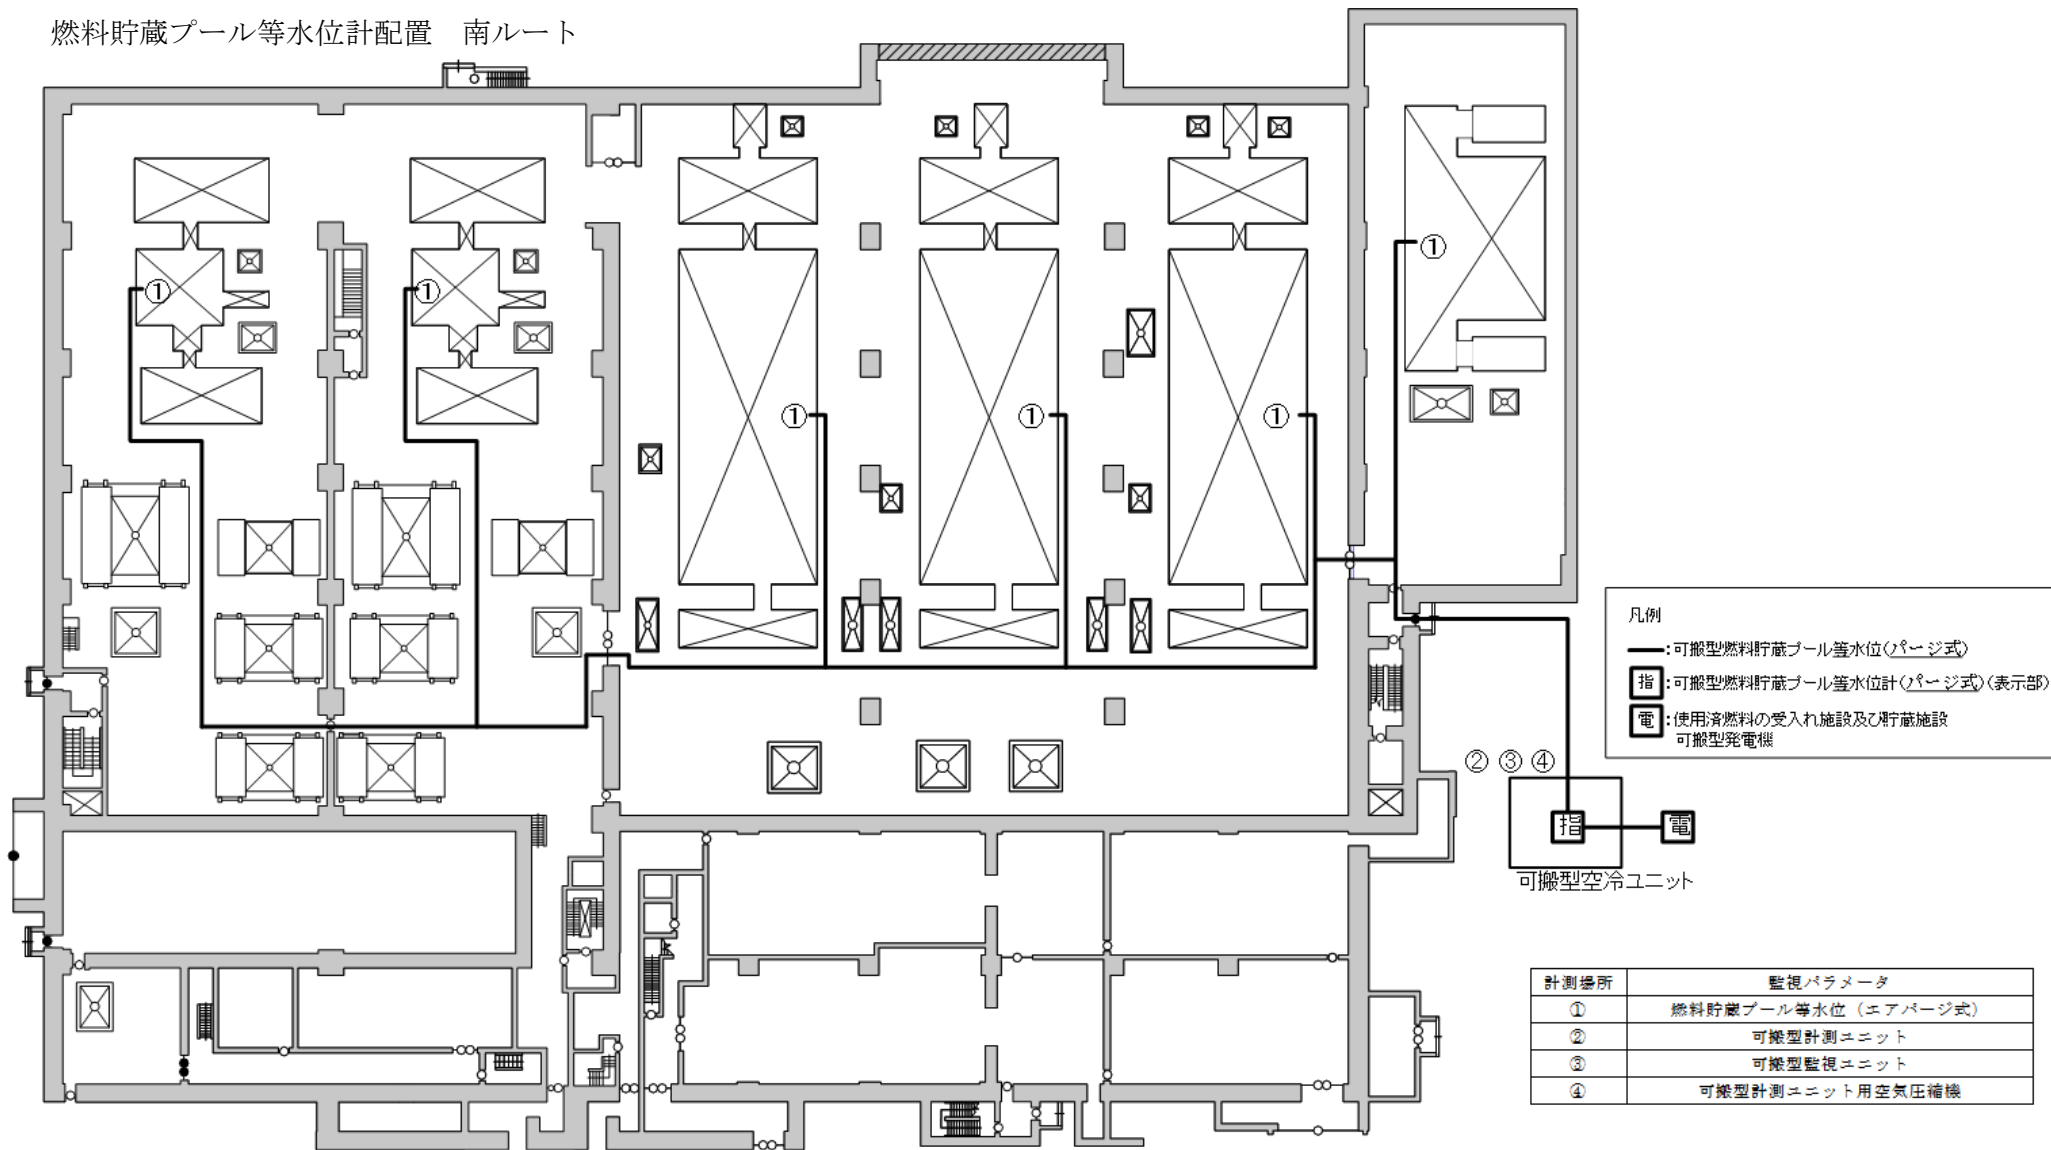 燃料貯蔵プール等水位計配置　南ルート
①
① ①
① ① ①
凡例
:可搬型燃料貯蔵プール等水位(パージ式)
指 :可搬型燃料貯蔵プール等水位計(パージ式)(表示部)
電 :使用済燃料の受入れ施設及び貯蔵施設
可搬型発電機
② ③ ④
指 電
可搬型空冷ユニット
計測場所 監視パラメータ
① 燃料貯蔵プール等水位（エアパージ式）
② 可搬型計測ユニット
③ 可搬型監視ユニット
④ 可搬型計測ユニット用空気圧縮機